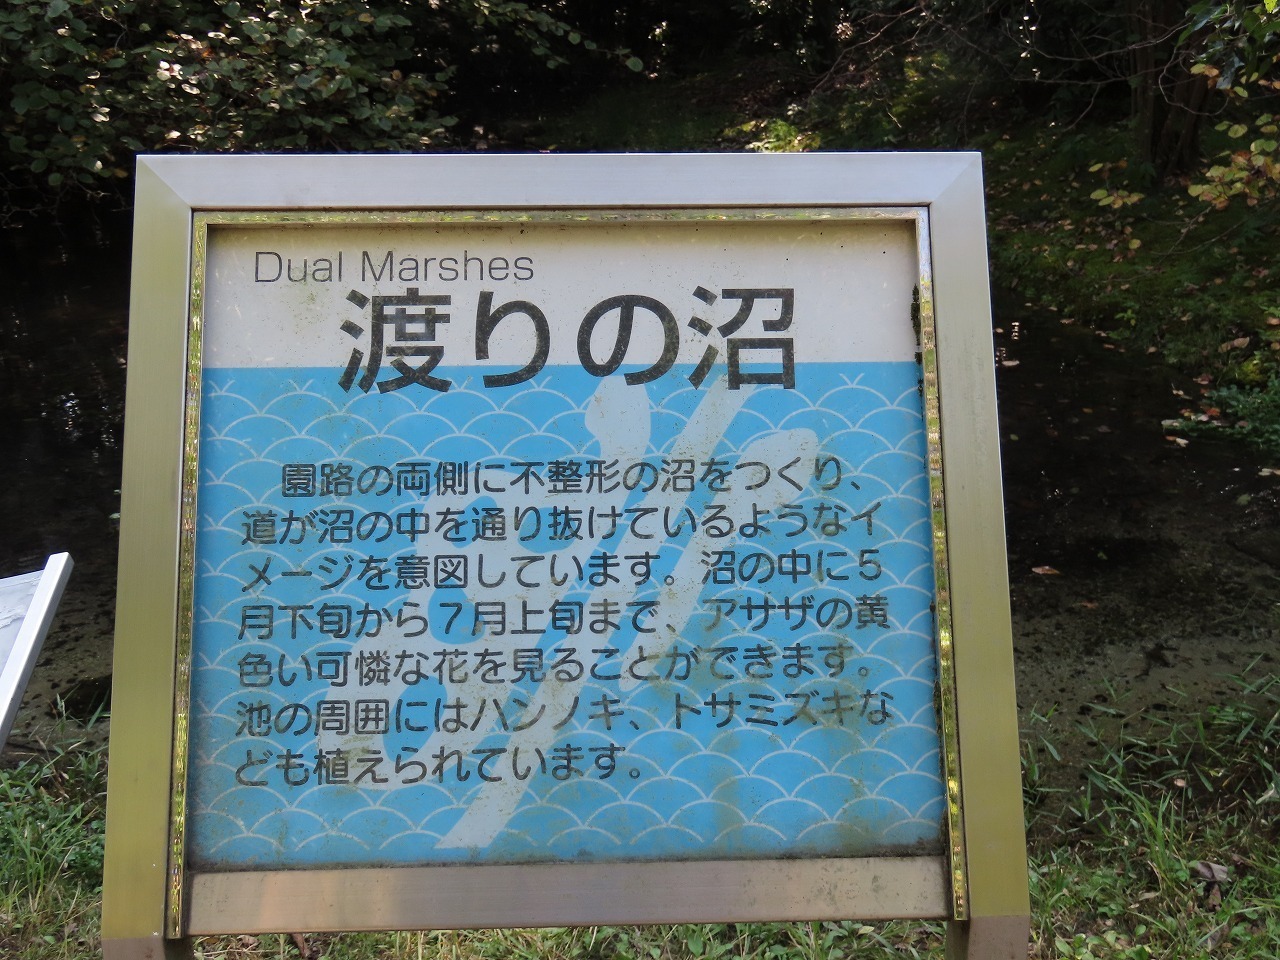 Dual Marshes
渡りの沼
園路の両側に不整形の沼をつくり、
道が沼の中を通り抜けているようなイ
メージを意図しています。沼の中に５
月下旬から７月上旬まで、アサザの黄
色い可憐な花を見ることができます。
池の周囲にはハンノキ、トサミズキな
ども植えられています。